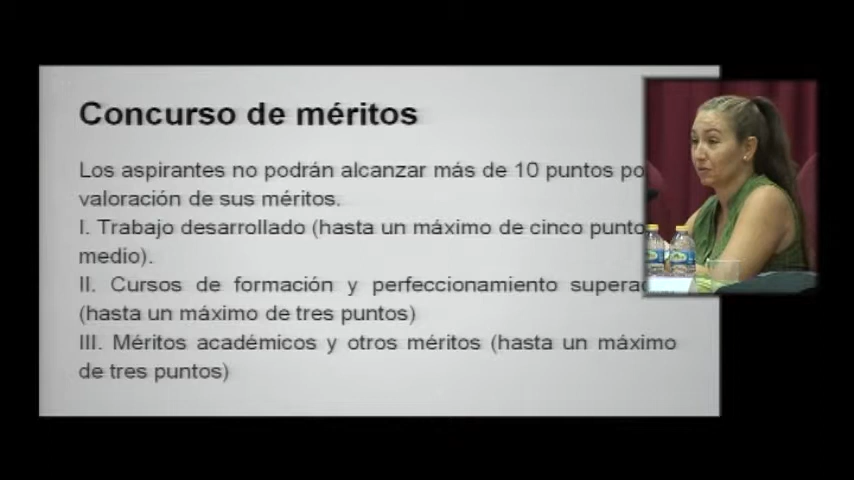 Concurso de méritos
Los aspirantes no podrán alcanzar más de 10 puntos
valoración de sus méritos.
I. Trabajo desarrollado (hasta un máximo de cinco
medio).
II. Cursos de formación y perfeccionamiento
(hasta un máximo de tres puntos)
III. Méritos académicos y otros méritos (hasta un máximo
de tres puntos)